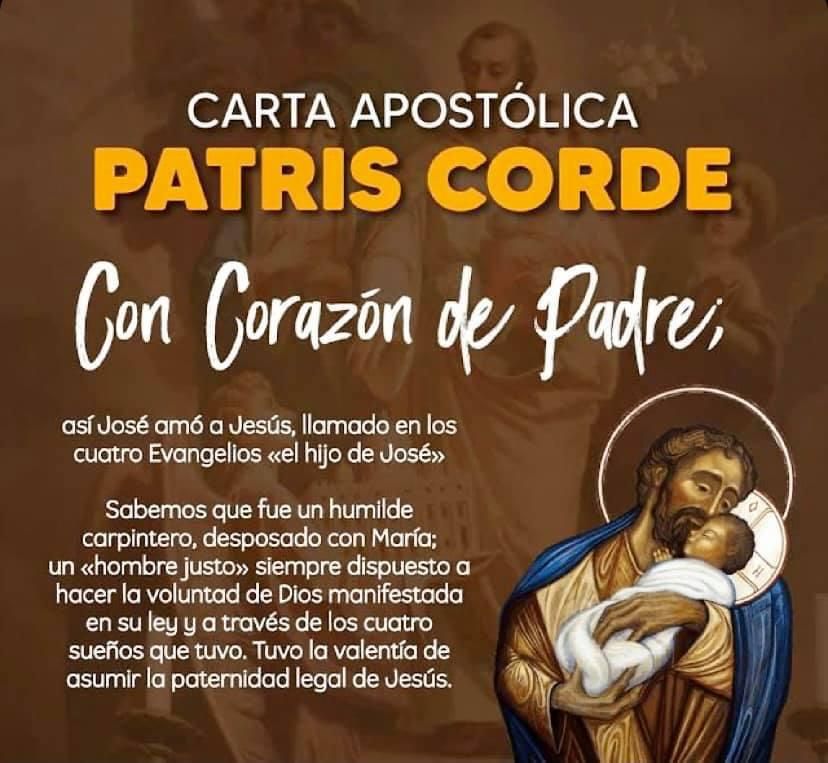 CARTA APOSTÓLICA
PATRIS CORDE
Con Corazón de Padre;
así José amó a Jesús, llamado en los
cuatro Evangelios «el hijo de José»
Sabemos que fue un humilde
carpintero, desposado con María;
un «hombre justo» siempre dispuesto a
hacer la voluntad de Dios manifestada
en su ley y a través de los cuatro
sueños que tuvo. Tuvo la valentía de
asumir la paternidad legal de Jesús.